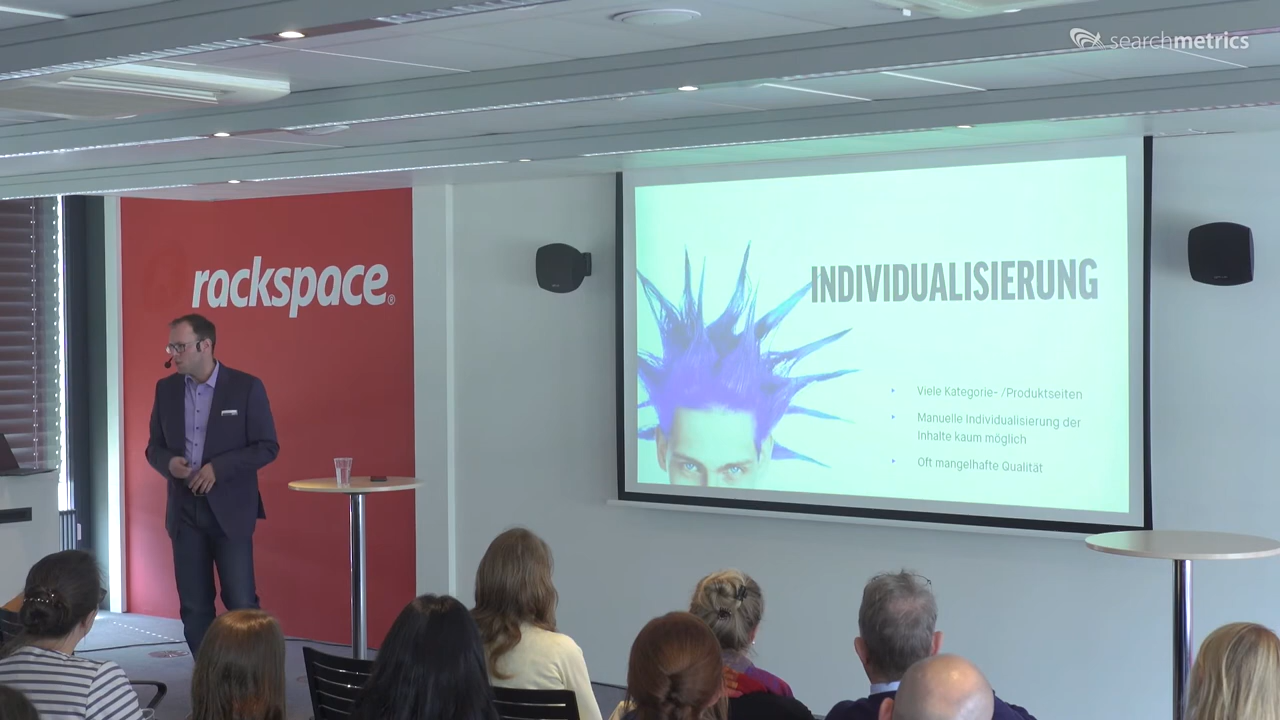 searchmetrics
rackspace®
INDIVIDUALISIERUNG
Viele Kategorie- /Produktseiten
Manuelle Individualisierung der
Inhalte kaum möglich
Oft mangelhafte Qualität